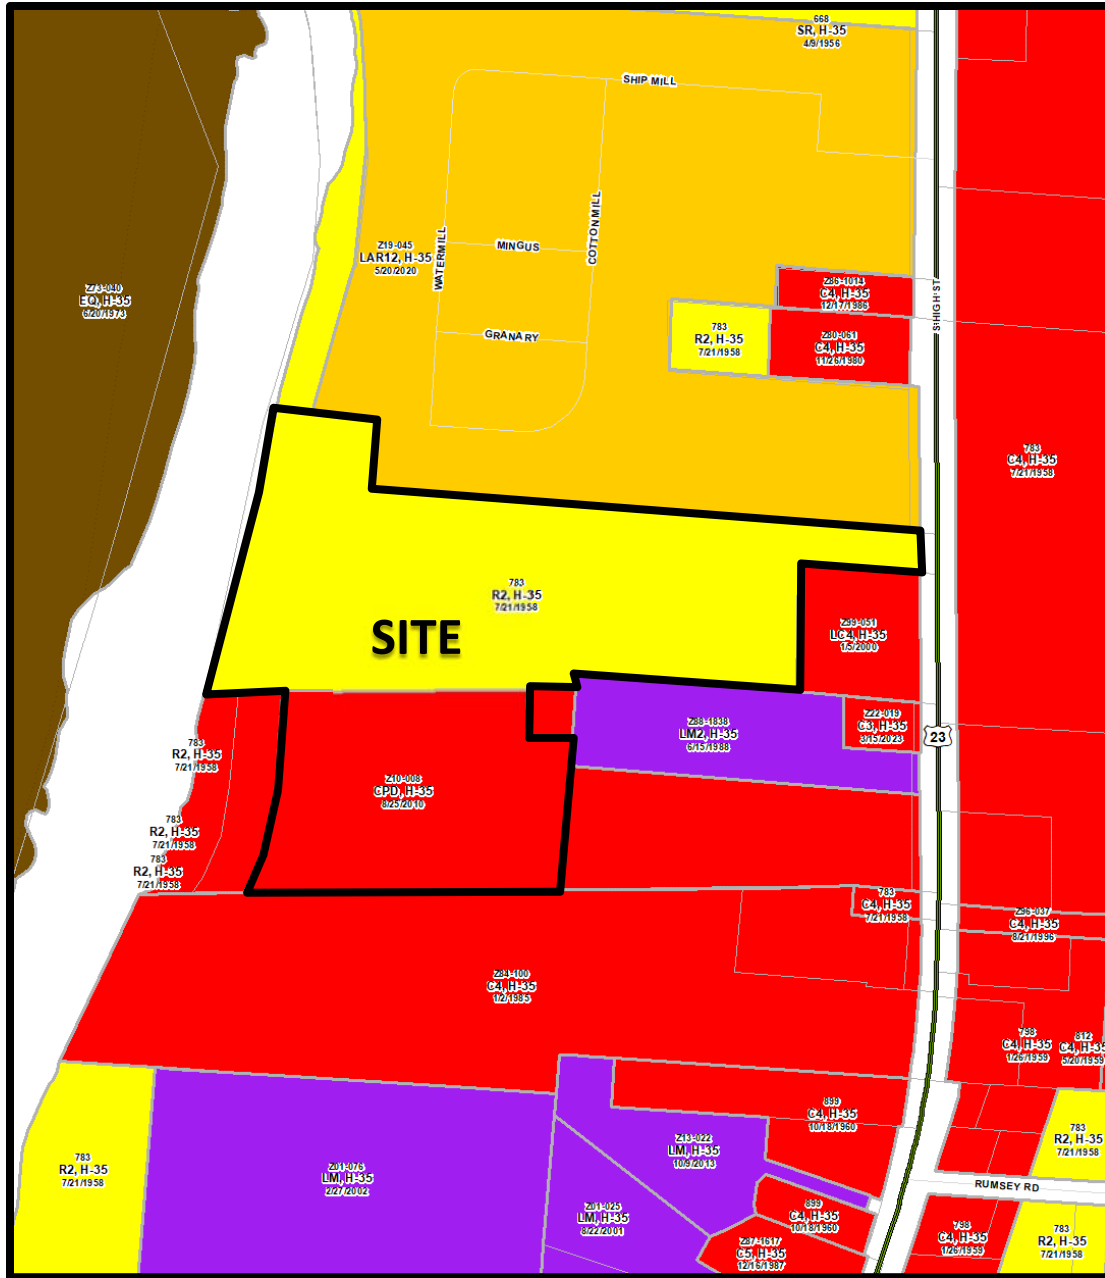 668
SR, H-35
4/9/1956
SHIP MILL
COTTON MILL
WATERMILL
MINGUS
GRANARY
Z19-045
LAR12, H-35
5/20/2020
Z73-040
EQ, H-35
6/20/1973
Z86-1014
C4, H-35
12/17/1986
S HIGH ST
783
R2, H-35
7/21/1958
Z80-061
C4, H-35
11/26/1980
783
C4, H-35
7/21/1958
783
R2, H-35
7/21/1958
SITE
Z99-051
LC4, H-35
1/5/2000
Z88-1838
LM2, H-35
6/15/1988
Z22-019
C3, H-35
3/15/2023
23
783
R2, H-35
7/21/1958
Z10-008
CPD, H-35
8/25/2010
783
R2, H-35
7/21/1958
783
R2, H-35
7/21/1958
783
C4, H-35
7/21/1958
Z96-037
C4, H-35
8/21/1996
Z84-100
C4, H-35
1/2/1985
798
C4, H-35
1/26/1959
812
C4, H-35
5/20/1959
899
C4, H-35
10/18/1960
783
R2, H-35
7/21/1958
Z13-022
LM, H-35
10/9/2013
783
R2, H-35
7/21/1958
Z01-076
LM, H-35
2/27/2002
RUMSEY RD
Z01-025
LM, H-35
8/22/2001
899
C4, H-35
10/18/1960
798
C4, H-35
1/26/1959
783
R2, H-35
7/21/1958
Z87-1617
C5, H-35
12/16/1987